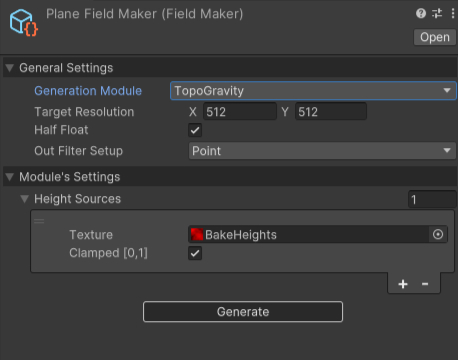 Plane Field Maker (Field Maker)
Open
General Settings
Generation Module TopoGravity
Target Resolution X 512 Y 512
Half Float
Out Filter Setup Point
Module's Settings
Height Sources 1
Texture BakeHeights
Clamped [0,1]
+ -
Generate